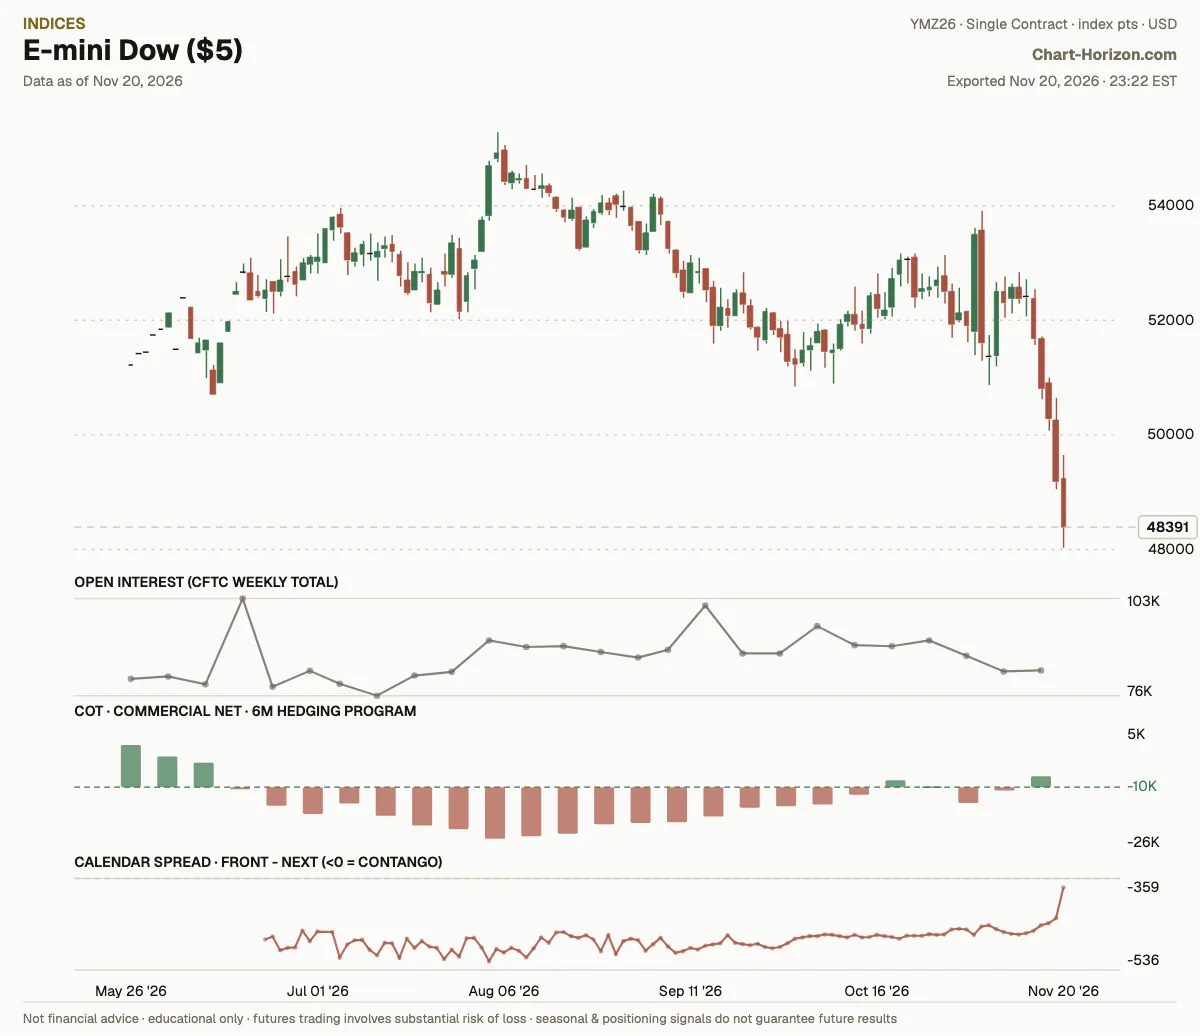 INDICES
E-mini Dow ($5)
Data as of Nov 20, 2026
YMZ26 · Single Contract · index pts · USD
Chart-Horizon.com
Exported Nov 20, 2026 · 23:22 EST
54000
52000
50000
48391
48000
OPEN INTEREST (CFTC WEEKLY TOTAL)
103K
76K
COT · COMMERCIAL NET · 6M HEDGING PROGRAM
5K
-10K
-26K
CALENDAR SPREAD · FRONT - NEXT (<0 = CONTANGO)
-359
-536
May 26 '26 Jul 01 '26 Aug 06 '26 Sep 11 '26 Oct 16 '26 Nov 20 '26
Not financial advice · educational only · futures trading involves substantial risk of loss · seasonal & positioning signals do not guarantee future results